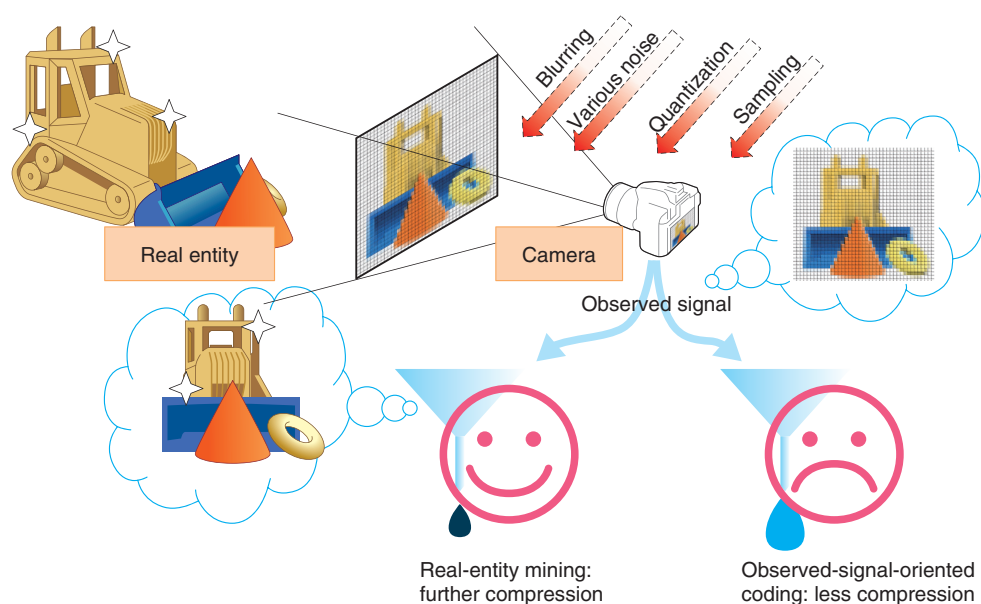 Blurring
Various noise
Quantization
Sampling
Real entity
Camera
Observed signal
Real-entity mining:
further compression
Observed-signal-oriented
coding: less compression